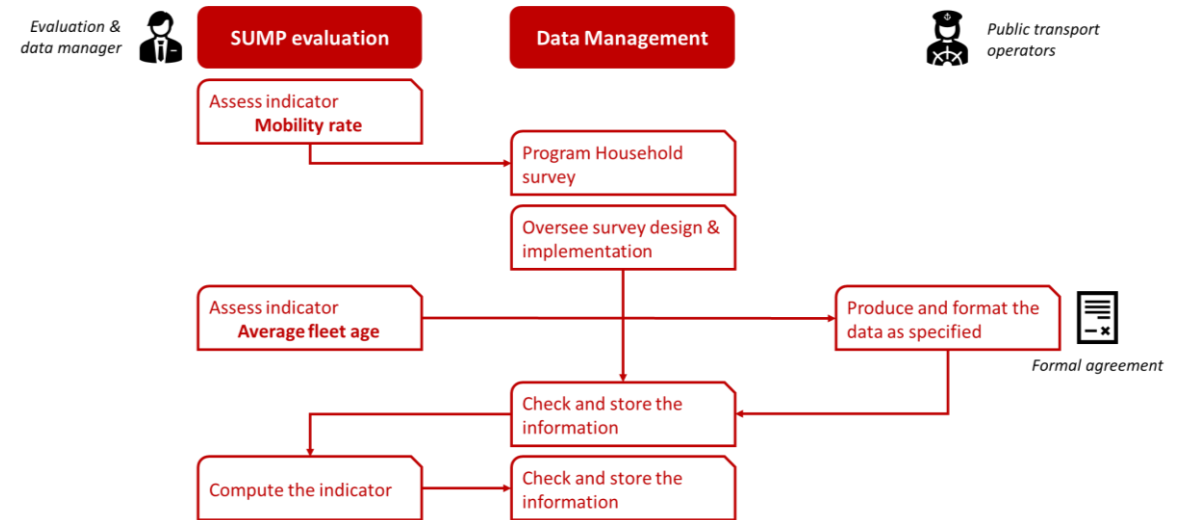 Evaluation &
data manager
SUMP evaluation
Data Management
Public transport
operators
Assess indicator
Mobility rate
Program Household
survey
Oversee survey design &
implementation
Assess indicator
Average fleet age
Produce and format the
data as specified
Formal agreement
Check and store the
information
Compute the indicator
Check and store the
information